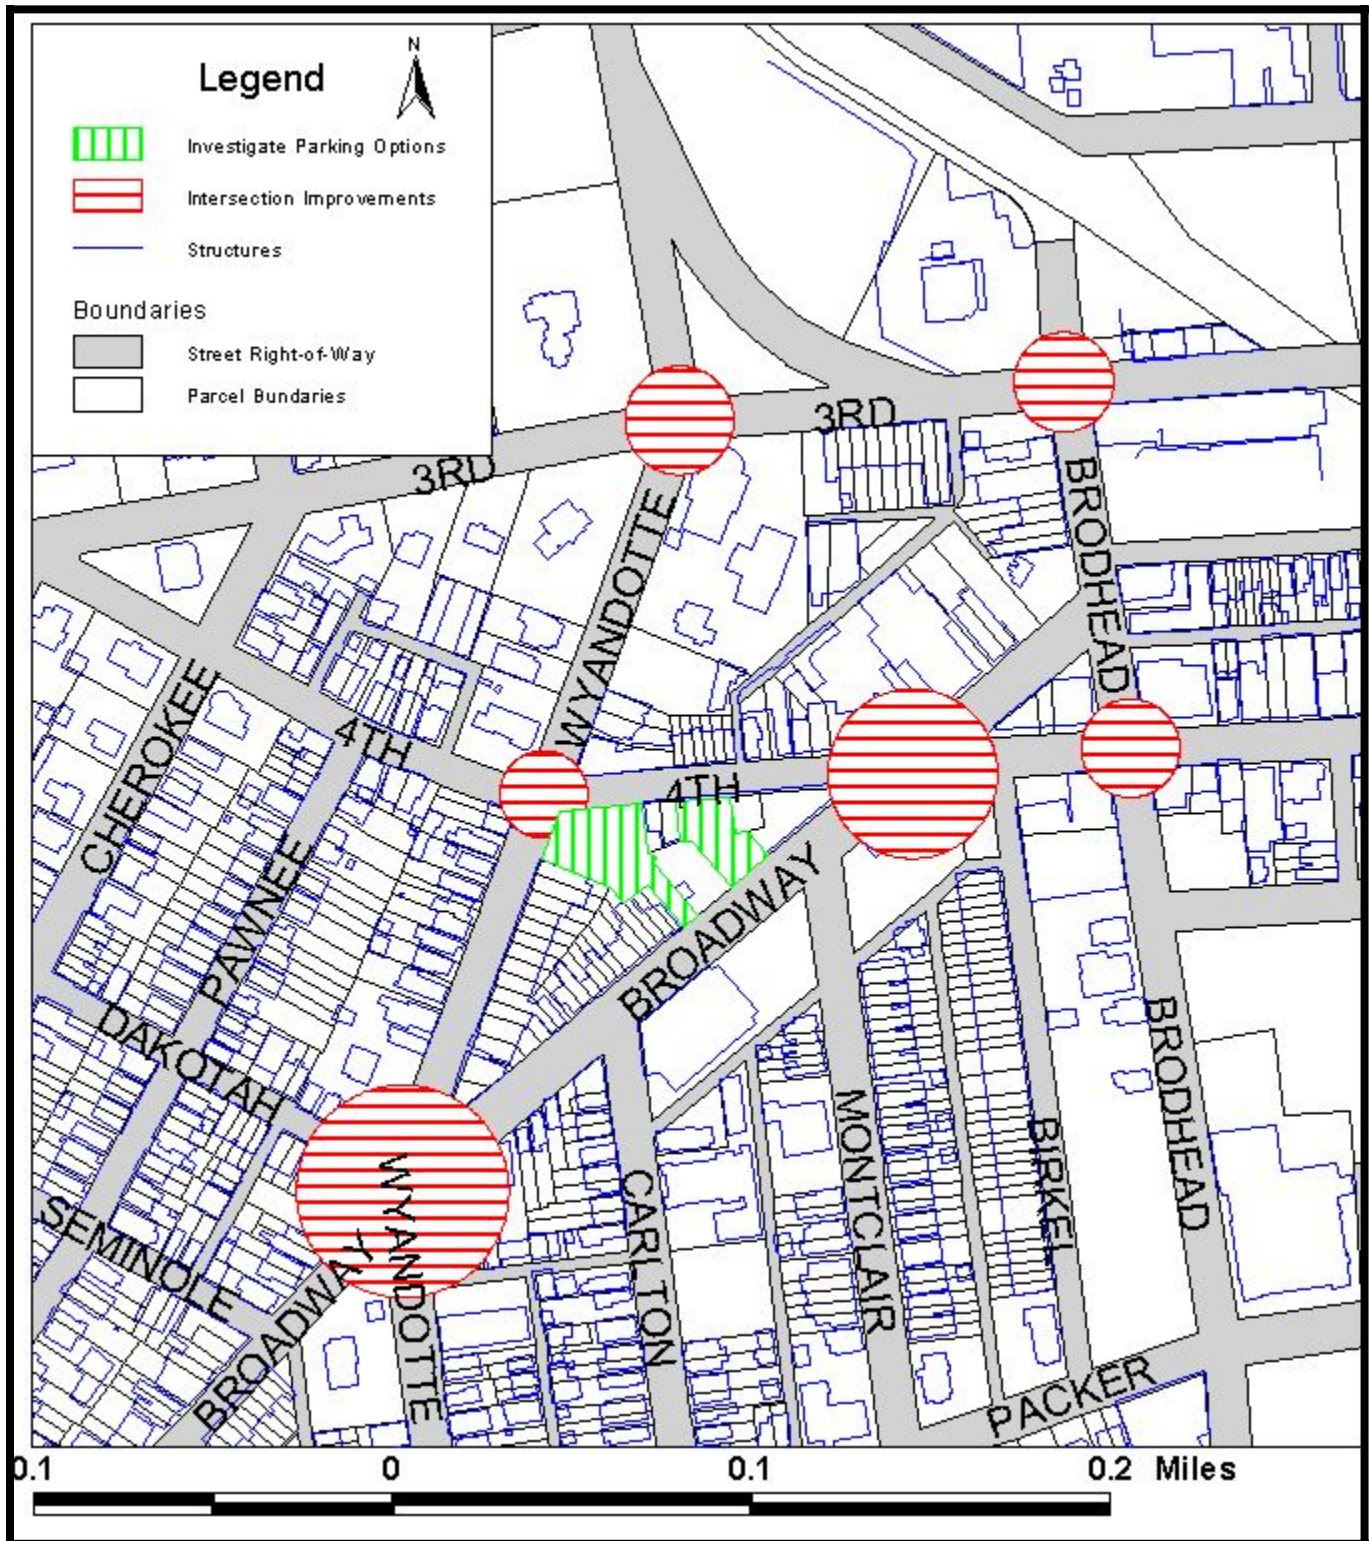 N
Legend
Investigate Parking Options
Intersection Improvements
Structures
Boundaries
Street Right-of-Way
Parcel Bundaries
3RD
3RD
BRODHEAD
WYANDOTTE
CHEROKEE
4TH
4TH
PAWNEE
BROADWAY
DAKOTAH
BRODHEAD
MONTCLAIR
BIRKEL
WYANDOTTE
CARLTON
SEMINOLE
BROADWAY
PACKER
0.1 0 0.1 0.2 Miles